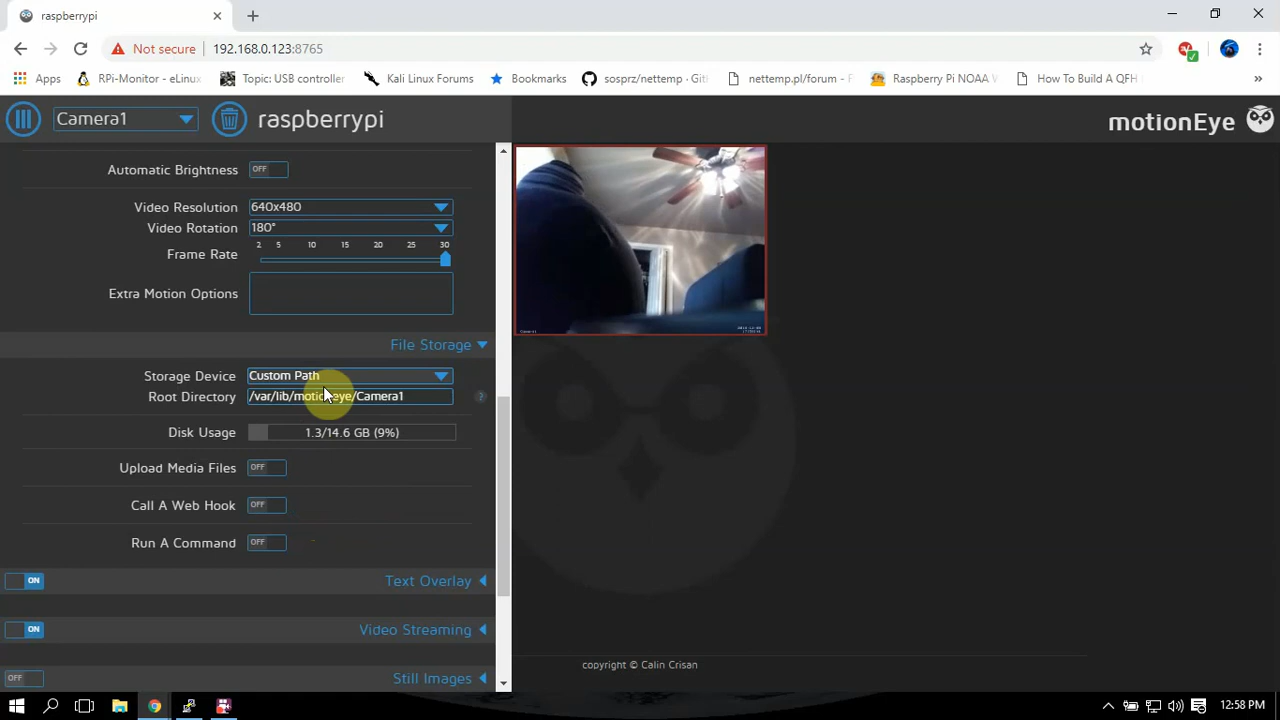 raspberrypi
Not secure 192.168.0.123:8765
Apps RPi-Monitor - eLinux Topic: USB controller Kali Linux Forums Bookmarks sosprz/nettemp · Git nettemp.pl/forum - Raspberry Pi NOAA How To Build A QFH »
Camera1 raspberrypi motionEye
Automatic Brightness OFF
Video Resolution 640x480
Video Rotation 180°
2 5 10 15 20 25 30
Frame Rate
Extra Motion Options
File Storage
Storage Device Custom Path
Root Directory /var/lib/motioneye/Camera1 ?
Disk Usage 1.3/14.6 GB (9%)
Upload Media Files OFF
Call A Web Hook OFF
Run A Command OFF
ON Text Overlay
ON Video Streaming
copyright © Calin Crisan
OFF Still Images
12:58 PM